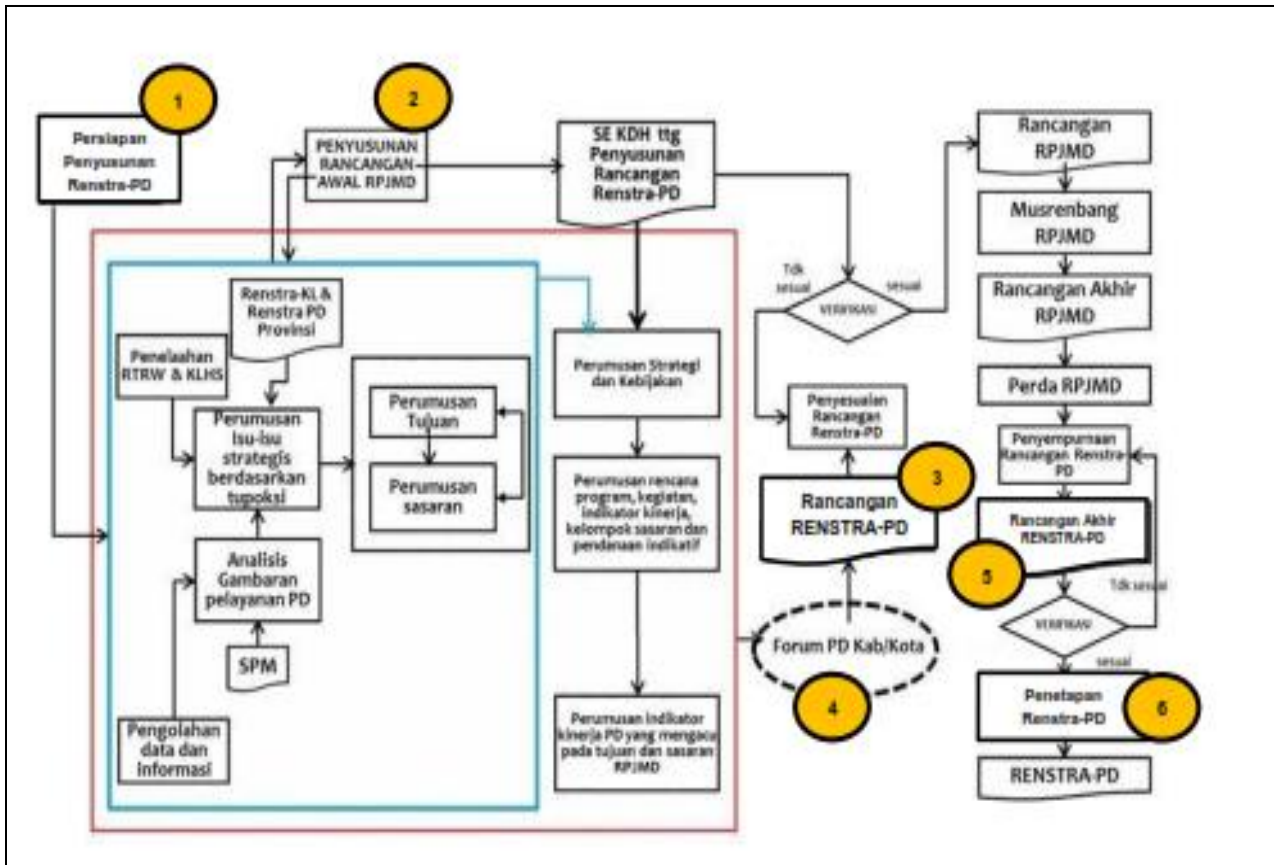 1
Persiapan
Penyusunan
Renstra-PD
2
PENYUSUNAN
RANCANGAN
AWAL RPJMD
SE KDH ttg
Penyusunan
Rancangan
Renstra-PD
Rancangan
RPJMD
Musrenbang
RPJMD
Rancangan Akhir
RPJMD
Perda RPJMD
Penyempurnaan
Rancangan Renstra-
PD
Rancangan Akhir
RENSTRA-PD
5
Tdk sesuai
VERIFIKASI
sesuai
Penetapan
Renstra-PD
6
RENSTRA-PD
Tdk
sesuai
sesuai
VERIFIKASI
Penyesuaian
Rancangan
Renstra-PD
3
Rancangan
RENSTRA-PD
Forum PD Kab/Kota
4
Renstra-KL &
Renstra PD
Provinsi
Penelaahan
RTRW & KLHS
Perumusan
Isu-isu
strategis
berdasarkan
tupoksi
Perumusan
Tujuan
Perumusan
sasaran
Analisis
Gambaran
pelayanan PD
SPM
Pengolahan
data dan
informasi
Perumusan Strategi
dan Kebijakan
Perumusan rencana
program, kegiatan,
indikator kinerja,
kelompok sasaran dan
pendanaan indikatif
Perumusan indikator
kinerja PD yang mengacu
pada tujuan dan sasaran
RPJMD